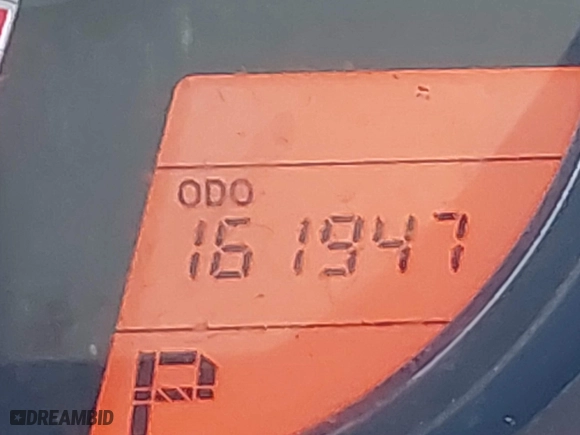 ODO
161947
P
DREAMBID